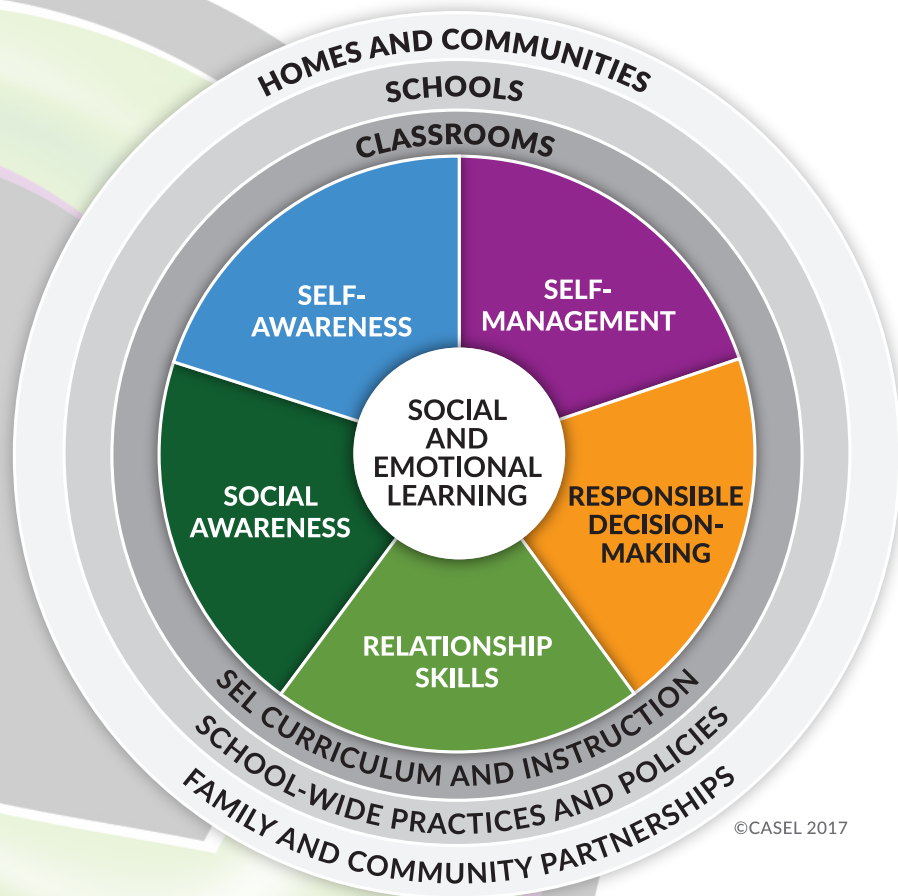 HOMES AND COMMUNITIES
SCHOOLS
CLASSROOMS
SELF-
AWARENESS
SELF-
MANAGEMENT
SOCIAL
AND
EMOTIONAL
LEARNING
SOCIAL
AWARENESS
RESPONSIBLE
DECISION-
MAKING
RELATIONSHIP
SKILLS
SEL CURRICULUM AND INSTRUCTION
SCHOOL-WIDE PRACTICES AND POLICIES
FAMILY AND COMMUNITY PARTNERSHIPS
©CASEL 2017